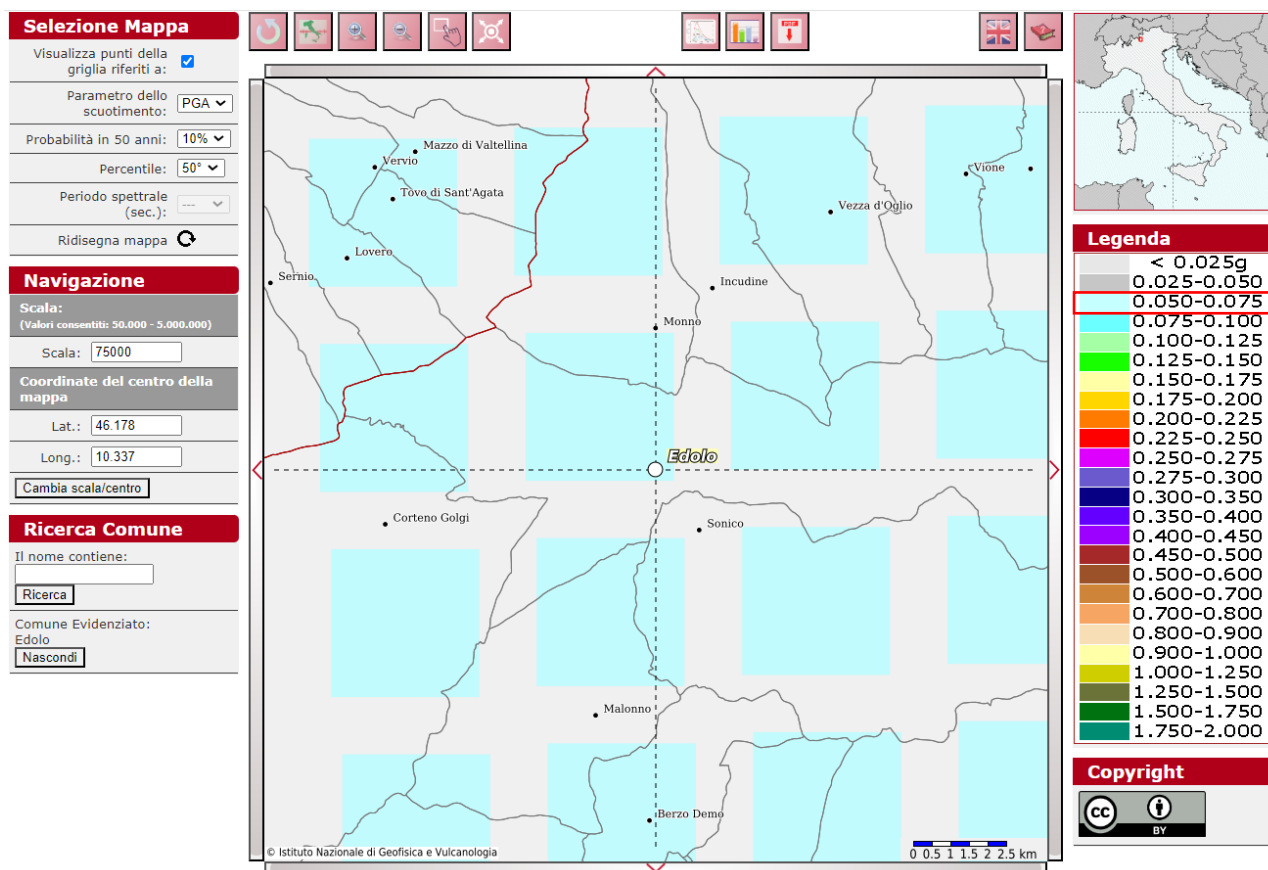 Selezione Mappa
Visualizza punti della
griglia riferiti a:
Parametro dello
scuotimento:
PGA
Probabilità in 50 anni:
10%
Percentile:
50°
Periodo spettrale
(sec.):
---
Ridisegna mappa
Navigazione
Scala:
(Valori consentiti: 50.000 - 5.000.000)
Scala:
75000
Coordinate del centro della
mappa
Lat.:
46.178
Long.:
10.337
Cambia scala/centro
Ricerca Comune
Il nome contiene:
Ricerca
Comune Evidenziato:
Edolo
Nascondi
PDF
Mazzo di Valtellina
Vervio
Vione
Tovo di Sant'Agata
Vezza d'Oglio
Lovero
Sernio
Incudine
Monno
Edolo
Corteno Golgi
Sonico
Malonno
Berzo Demo
© Istituto Nazionale di Geofisica e Vulcanologia
0 0.5 1 1.5 2 2.5 km
Legenda
< 0.025g
0.025-0.050
0.050-0.075
0.075-0.100
0.100-0.125
0.125-0.150
0.150-0.175
0.175-0.200
0.200-0.225
0.225-0.250
0.250-0.275
0.275-0.300
0.300-0.350
0.350-0.400
0.400-0.450
0.450-0.500
0.500-0.600
0.600-0.700
0.700-0.800
0.800-0.900
0.900-1.000
1.000-1.250
1.250-1.500
1.500-1.750
1.750-2.000
Copyright
cc
BY